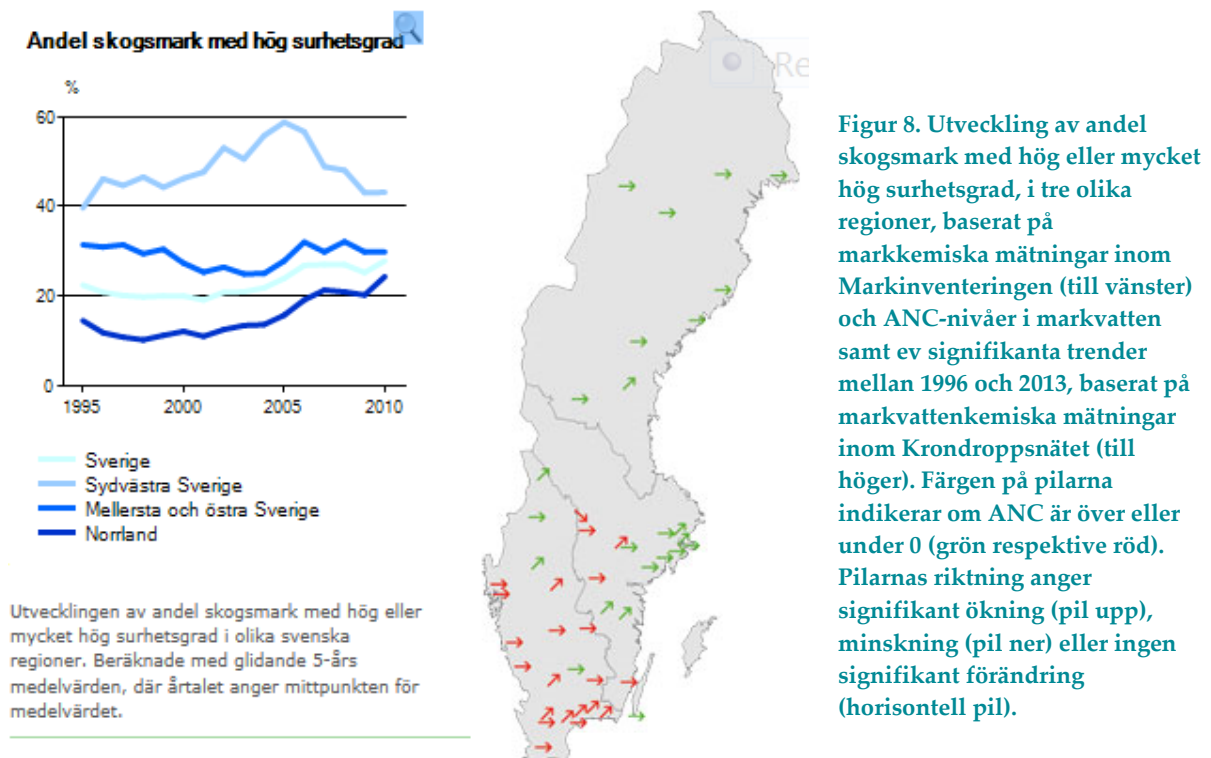 Andel skogsmark med hög surhetsgrad
%
60
40
20
0
1995 2000 2005 2010
Sverige
Sydvästra Sverige
Mellersta och östra Sverige
Norrland
Utvecklingen av andel skogsmark med hög eller
mycket hög surhetsgrad i olika svenska
regioner. Beräknade med glidande 5-års
medelvärden, där årtalet anger mittpunkten för
medelvärdet.
Re
Figur 8. Utveckling av andel
skogsmark med hög eller mycket
hög surhetsgrad, i tre olika
regioner, baserat på
markkemiska mätningar inom
Markinventeringen (till vänster)
och ANC-nivåer i markvatten
samt ev signifikanta trender
mellan 1996 och 2013, baserat på
markvattenkemiska mätningar
inom Krondroppsnätet (till
höger). Färgen på pilarna
indikerar om ANC är över eller
under 0 (grön respektive röd).
Pilarnas riktning anger
signifikant ökning (pil upp),
minskning (pil ner) eller ingen
signifikant förändring
(horisontell pil).